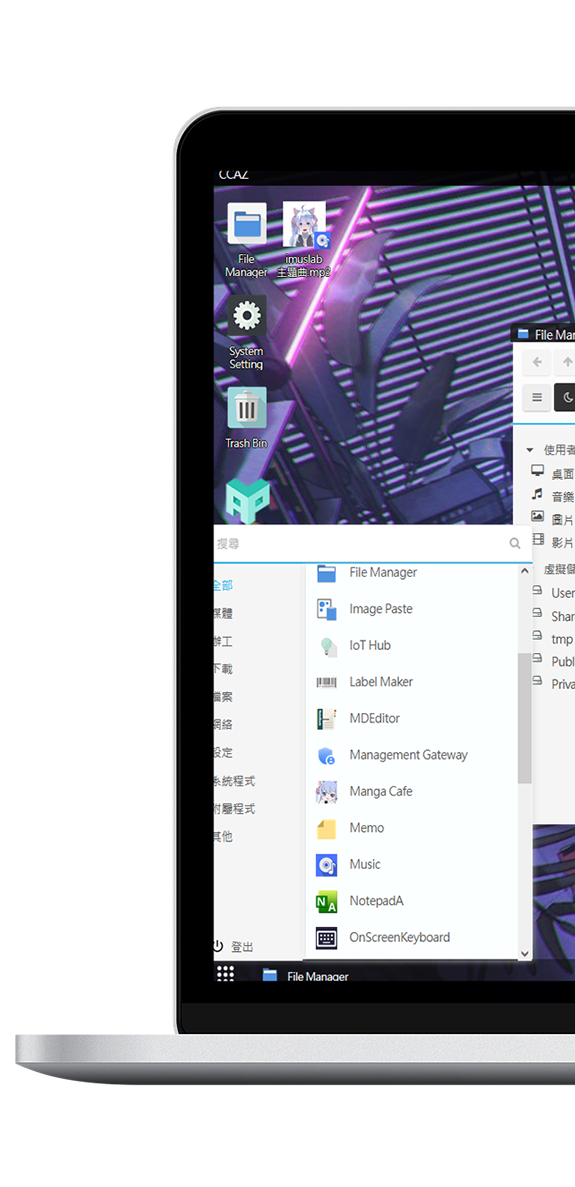 CCAZ
File
Manager
imuslab
主題曲.mp3
System
Setting
Trash Bin
File Mar
使用者
桌面
音樂
圖片
影片
虛擬儲
User
Shar
tmp
Publ
Priva
搜尋
全部
媒體
辦工
下載
檔案
網絡
設定
系統程式
附屬程式
其他
登出
File Manager
Image Paste
IoT Hub
Label Maker
MDEditor
Management Gateway
Manga Cafe
Memo
Music
NotepadA
OnScreenKeyboard
File Manager